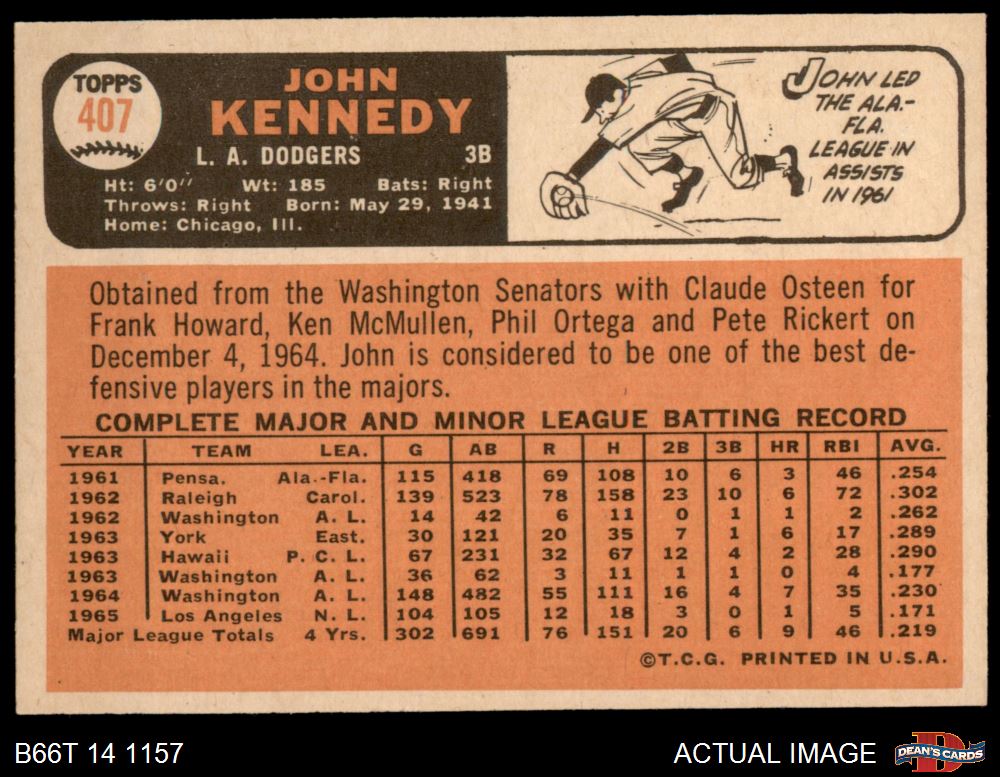 TOPPS
407
JOHN
KENNEDY
L. A. DODGERS 3B
Ht: 6'0'' Wt: 185 Bats: Right
Throws: Right Born: May 29, 1941
Home: Chicago, Ill.
JOHN LED
THE ALA.-
FLA.
LEAGUE IN
ASSISTS
IN 1961
Obtained from the Washington Senators with Claude Osteen for
Frank Howard, Ken McMullen, Phil Ortega and Pete Rickert on
December 4, 1964. John is considered to be one of the best de-
fensive players in the majors.
COMPLETE MAJOR AND MINOR LEAGUE BATTING RECORD
YEAR TEAM LEA. G AB R H 2B 3B HR RBI AVG.
1961 Pensa. Ala.-Fla. 115 418 69 108 10 6 3 46 .254
1962 Raleigh Carol. 139 523 78 158 23 10 6 72 .302
1962 Washington A. L. 14 42 6 11 0 1 1 2 .262
1963 York East. 30 121 20 35 7 1 6 17 .289
1963 Hawaii P. C. L. 67 231 32 67 12 4 2 28 .290
1963 Washington A. L. 36 62 3 11 1 1 0 4 .177
1964 Washington A. L. 148 482 55 111 16 4 7 35 .230
1965 Los Angeles N. L. 104 105 12 18 3 0 1 5 .171
Major League Totals 4 Yrs. 302 691 76 151 20 6 9 46 .219
©T.C.G. PRINTED IN U.S.A.
B66T 14 1157 ACTUAL IMAGE DEAN'S CARDS